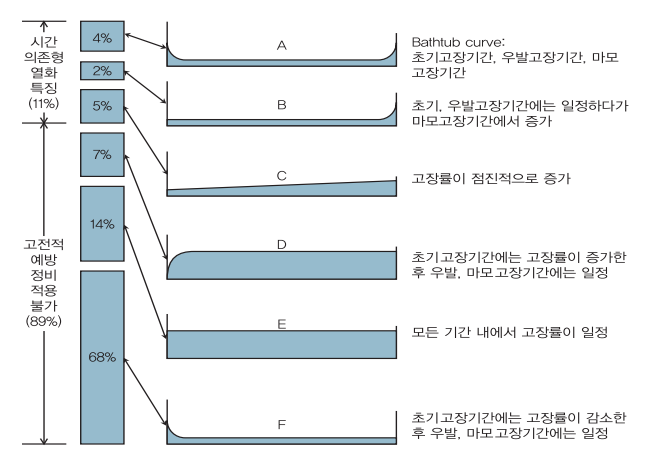 시간
의존형
열화
특징
(11%)
고전적
예방
정비
적용
불가
(89%)
4%
2%
5%
7%
14%
68%
A
Bathtub curve:
초기고장기간, 우발고장기간, 마모
고장기간
B
초기, 우발고장기간에는 일정하다가
마모고장기간에서 증가
C
고장률이 점진적으로 증가
D
초기고장기간에는 고장률이 증가한
후 우발, 마모고장기간에는 일정
E
모든 기간 내에서 고장률이 일정
F
초기고장기간에는 고장률이 감소한
후 우발, 마모고장기간에는 일정